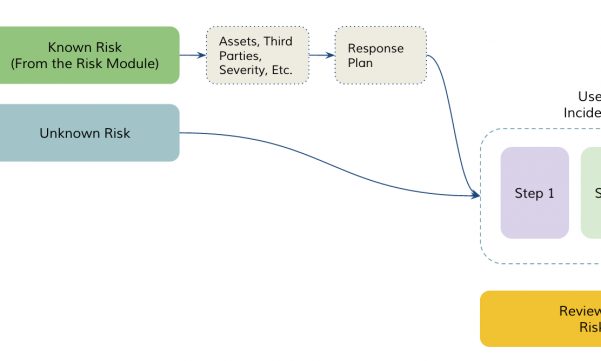 Known Risk
(From the Risk Module)
Assets, Third
Parties,
Severity, Etc.
Response
Plan
Unknown Risk
Use
Incide
Step 1
S
Review
Risk